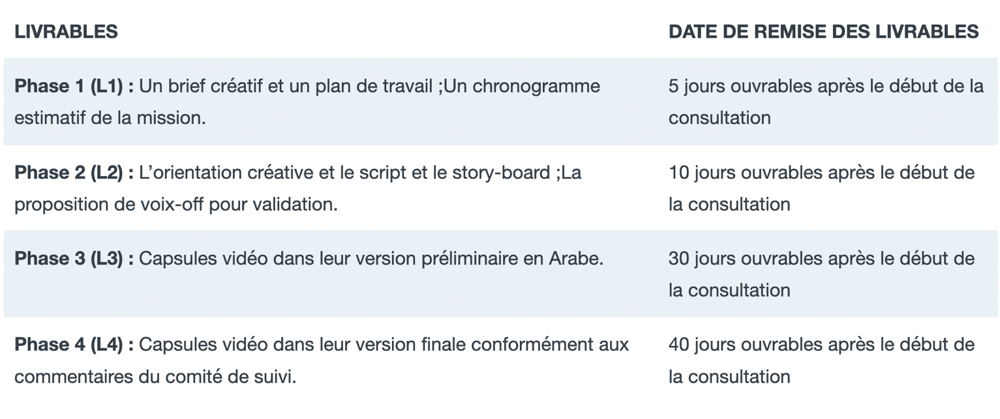 LIVRABLES
DATE DE REMISE DES LIVRABLES
Phase 1 (L1) : Un brief créatif et un plan de travail ;Un chronogramme
estimatif de la mission.
5 jours ouvrables après le début de la
consultation
Phase 2 (L2) : L’orientation créative et le script et le story-board ;La
proposition de voix-off pour validation.
10 jours ouvrables après le début de
la consultation
Phase 3 (L3) : Capsules vidéo dans leur version préliminaire en Arabe.
30 jours ouvrables après le début de
la consultation
Phase 4 (L4) : Capsules vidéo dans leur version finale conformément aux
commentaires du comité de suivi.
40 jours ouvrables après le début de
la consultation